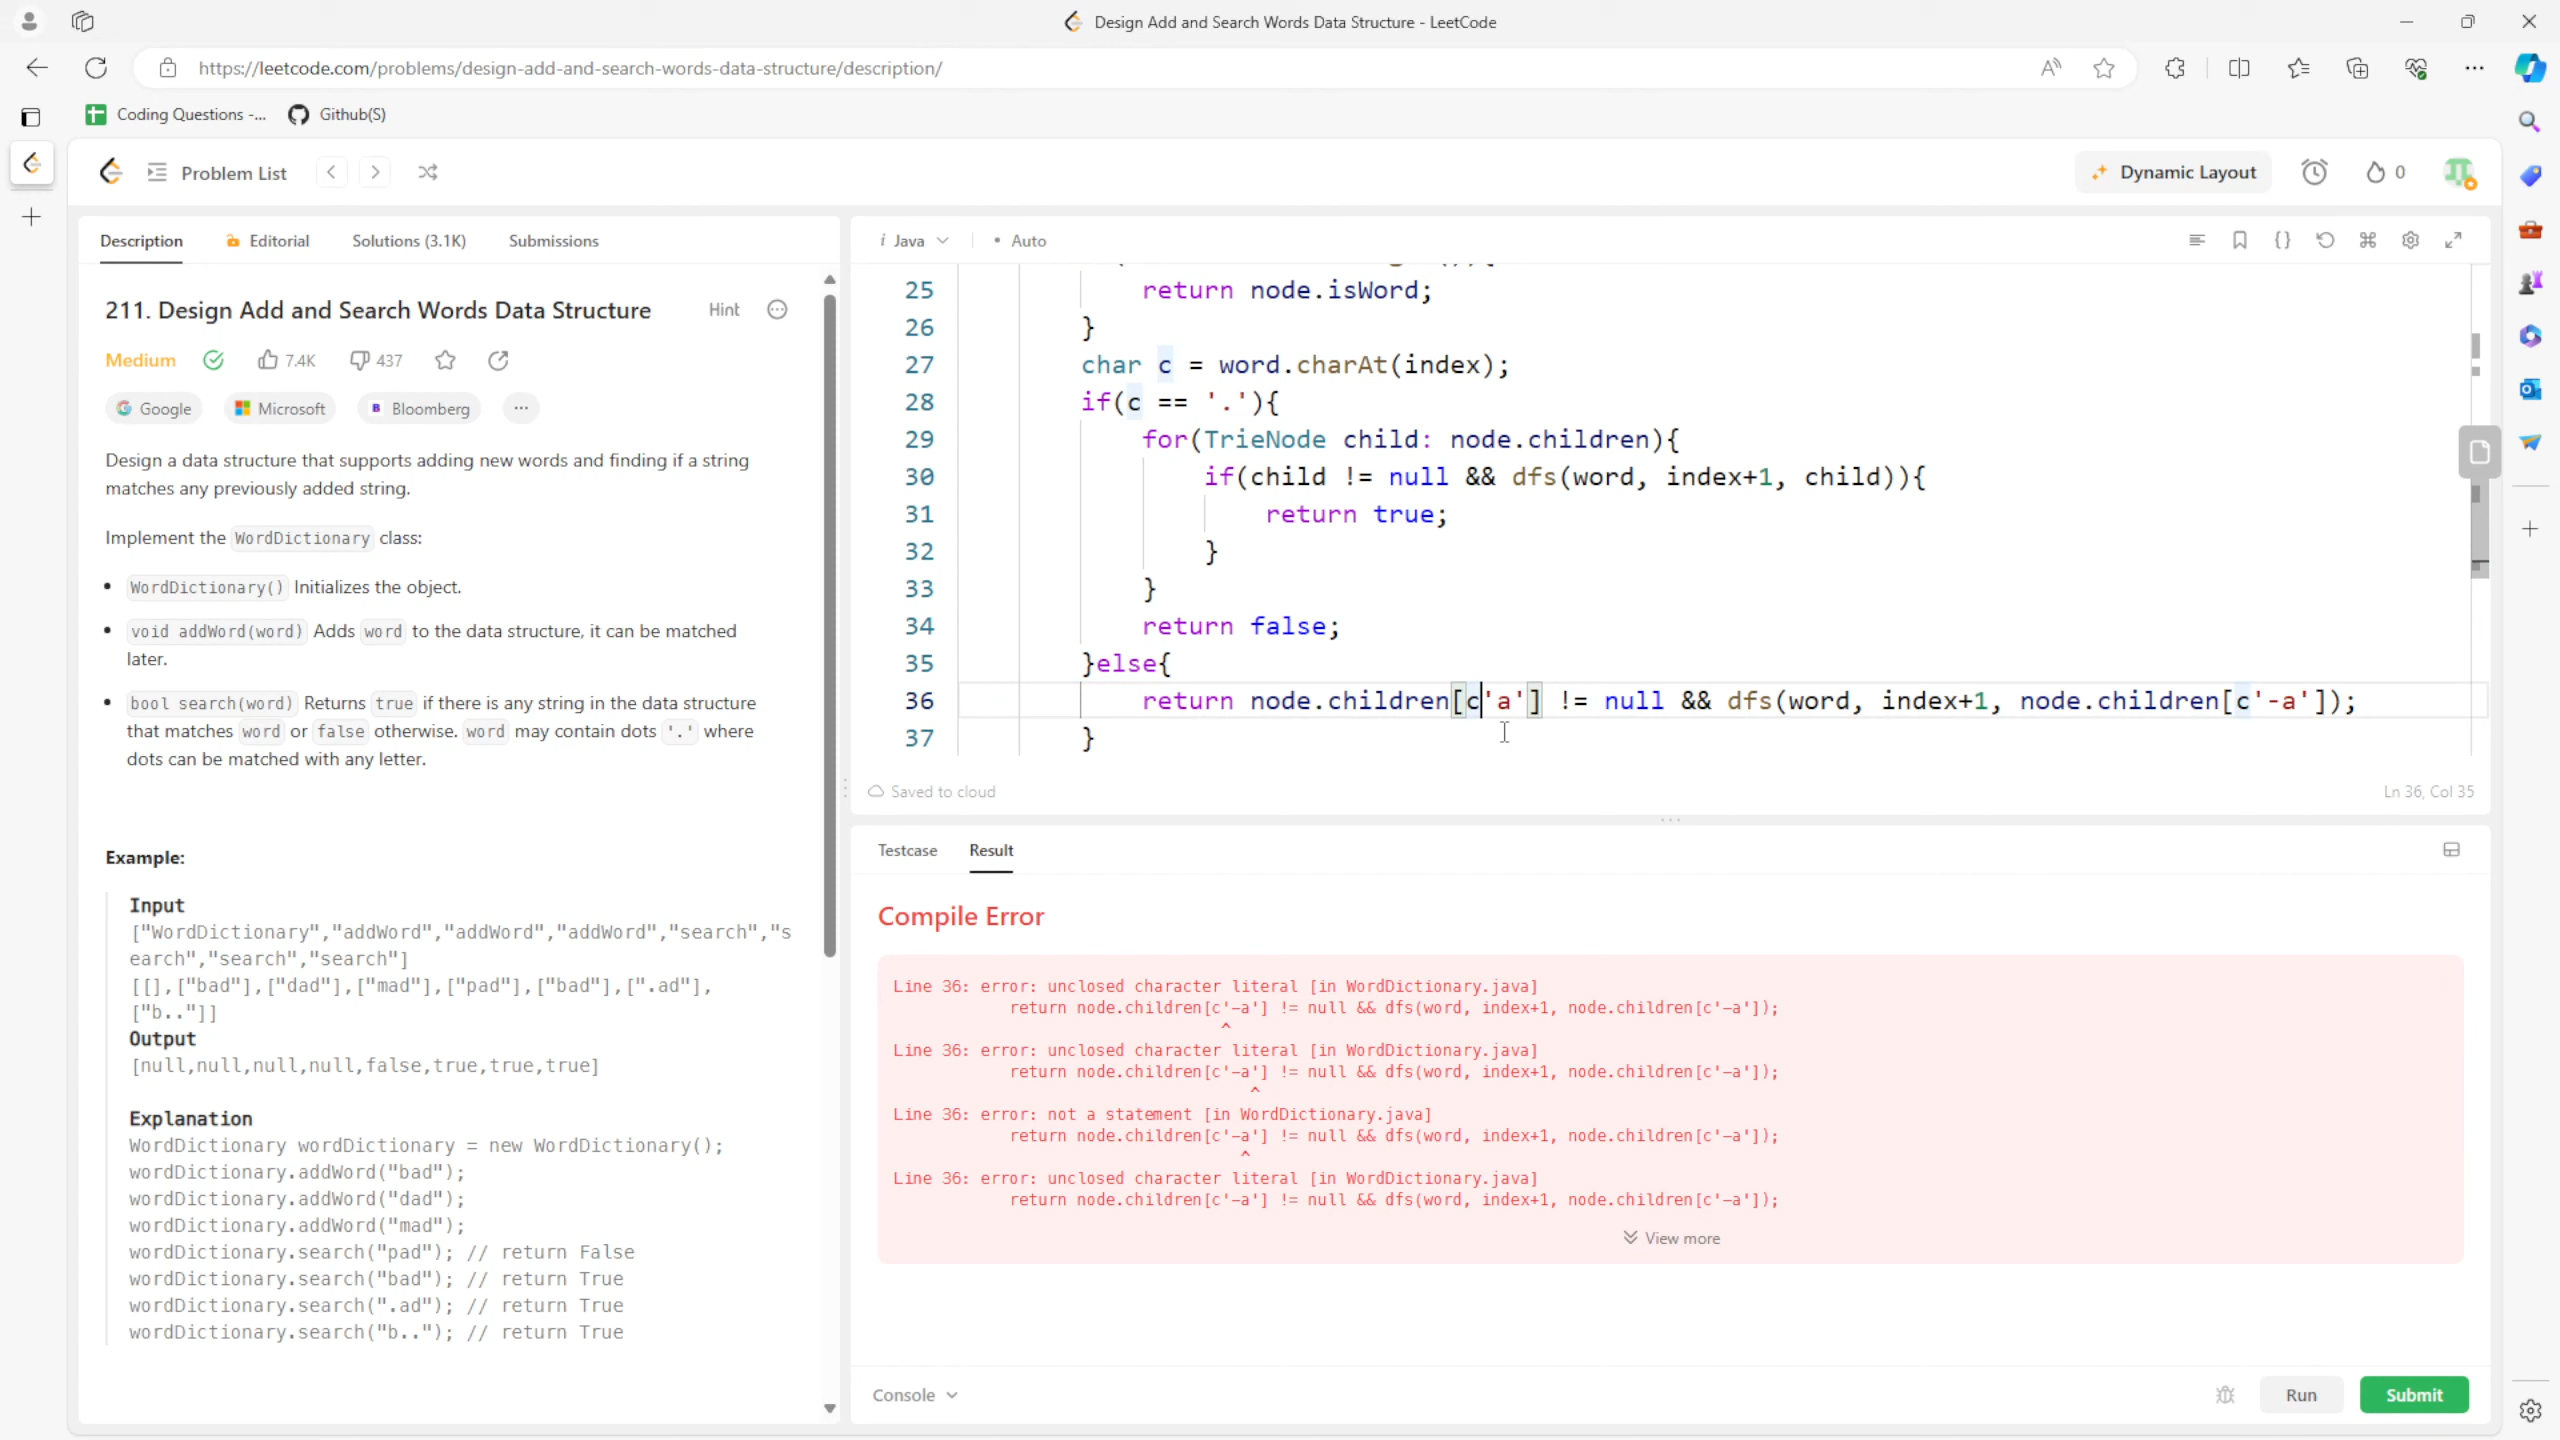 Design Add and Search Words Data Structure - LeetCode
https://leetcode.com/problems/design-add-and-search-words-data-structure/description/
Coding Questions -...
Github(S)
Problem List
Dynamic Layout
0
Description
Editorial
Solutions (3.1K)
Submissions
211. Design Add and Search Words Data Structure
Hint
Medium
7.4K
437
Google
Microsoft
Bloomberg
Design a data structure that supports adding new words and finding if a string
matches any previously added string.
Implement the WordDictionary class:
• WordDictionary() Initializes the object.
• void addWord(word) Adds word to the data structure, it can be matched
later.
• bool search(word) Returns true if there is any string in the data structure
that matches word or false otherwise. word may contain dots '.' where
dots can be matched with any letter.
Example:
Input
["WordDictionary","addWord","addWord","addWord","search","s
earch","search","search"]
[[],["bad"],["dad"],["mad"],["pad"],["bad"],[".ad"],
["b.."]]
Output
[null,null,null,null,false,true,true,true]
Explanation
WordDictionary wordDictionary = new WordDictionary();
wordDictionary.addWord("bad");
wordDictionary.addWord("dad");
wordDictionary.addWord("mad");
wordDictionary.search("pad"); // return False
wordDictionary.search("bad"); // return True
wordDictionary.search(".ad"); // return True
wordDictionary.search("b.."); // return True
i Java
• Auto
25 return node.isWord;
26 }
27 char c = word.charAt(index);
28 if(c == '.'){
29 for(TrieNode child: node.children){
30 if(child != null && dfs(word, index+1, child)){
31 return true;
32 }
33 }
34 return false;
35 }else{
36 return node.children[c'a'] != null && dfs(word, index+1, node.children[c'-a']);
37 }
Saved to cloud
Ln 36, Col 35
Testcase
Result
Compile Error
Line 36: error: unclosed character literal [in WordDictionary.java]
return node.children[c'-a'] != null && dfs(word, index+1, node.children[c'-a']);
^
Line 36: error: unclosed character literal [in WordDictionary.java]
return node.children[c'-a'] != null && dfs(word, index+1, node.children[c'-a']);
^
Line 36: error: not a statement [in WordDictionary.java]
return node.children[c'-a'] != null && dfs(word, index+1, node.children[c'-a']);
^
Line 36: error: unclosed character literal [in WordDictionary.java]
return node.children[c'-a'] != null && dfs(word, index+1, node.children[c'-a']);
View more
Console
Run
Submit